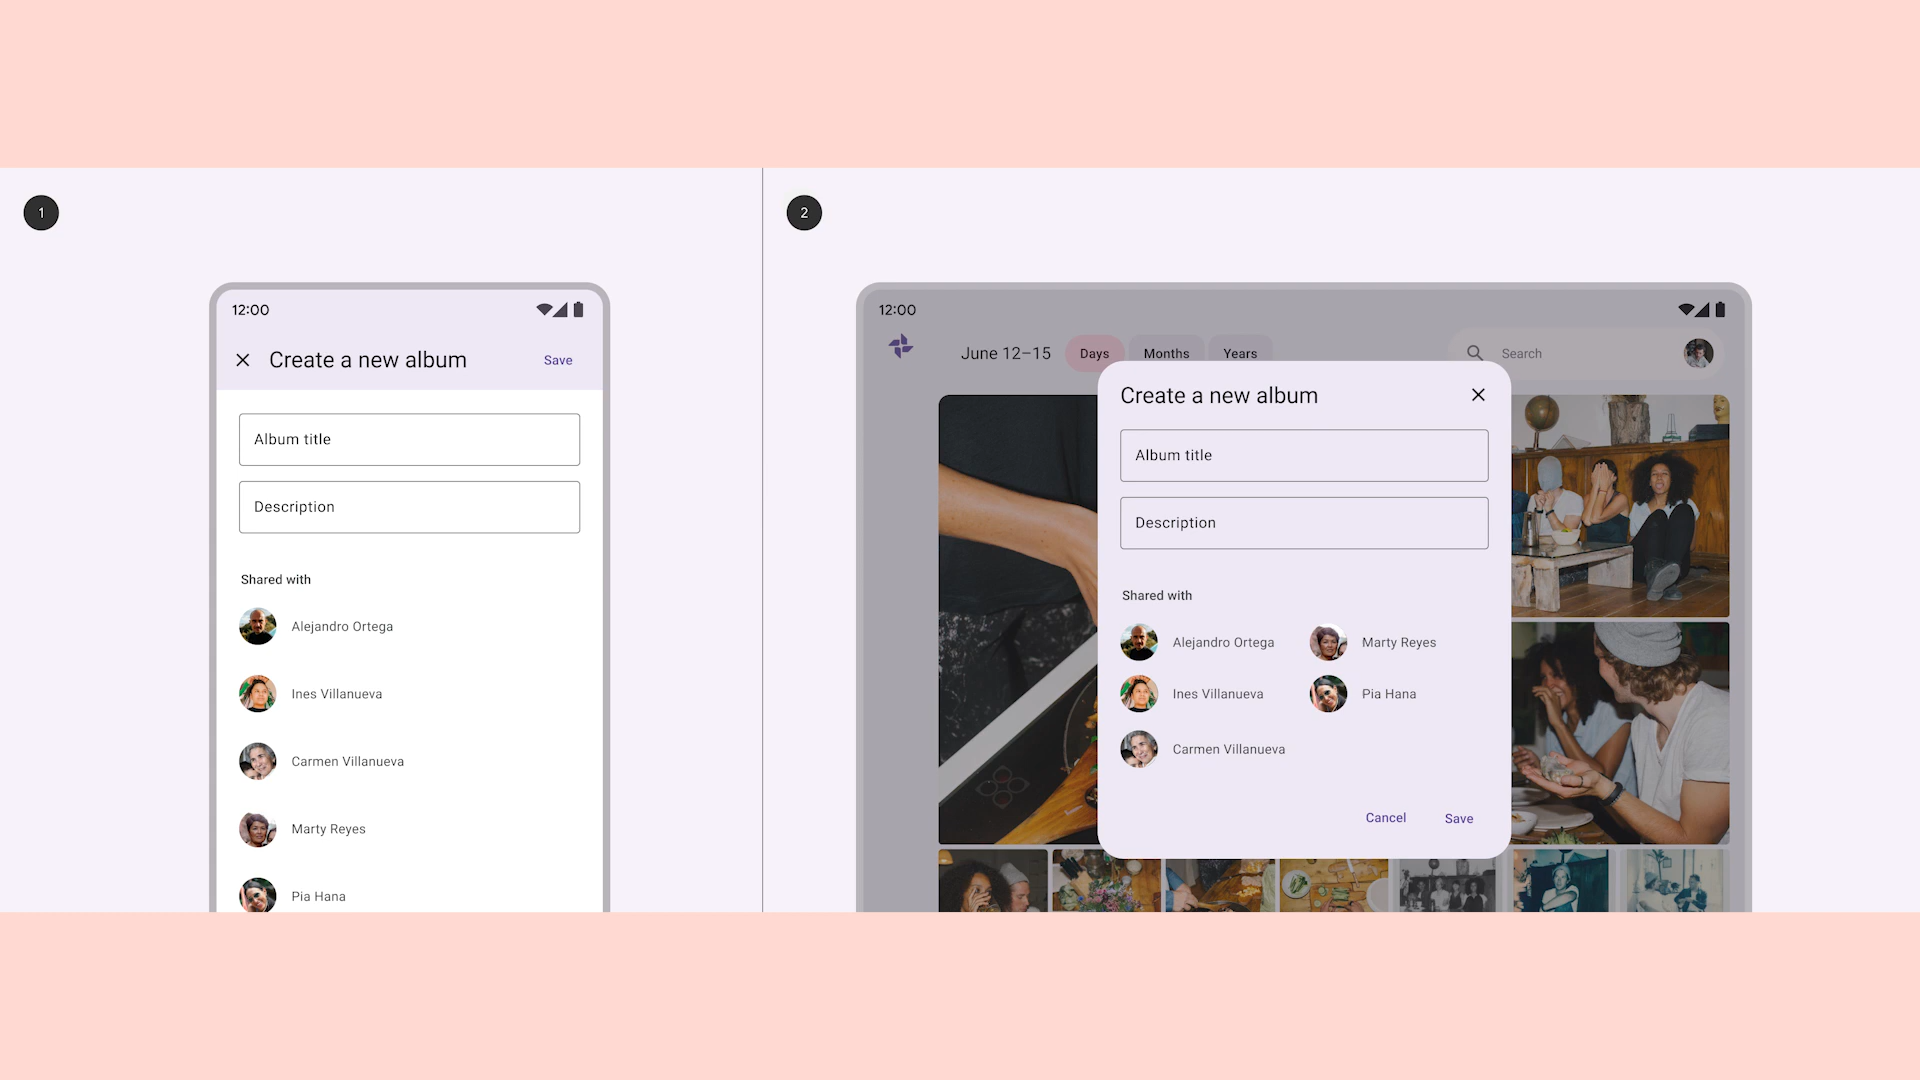 1
12:00
Create a new album
Save
Album title
Description
Shared with
Alejandro Ortega
Ines Villanueva
Carmen Villanueva
Marty Reyes
Pia Hana
2
12:00
June 12–15
Days
Months
Years
Search
Create a new album
Album title
Description
Shared with
Alejandro Ortega
Marty Reyes
Ines Villanueva
Pia Hana
Carmen Villanueva
Cancel
Save